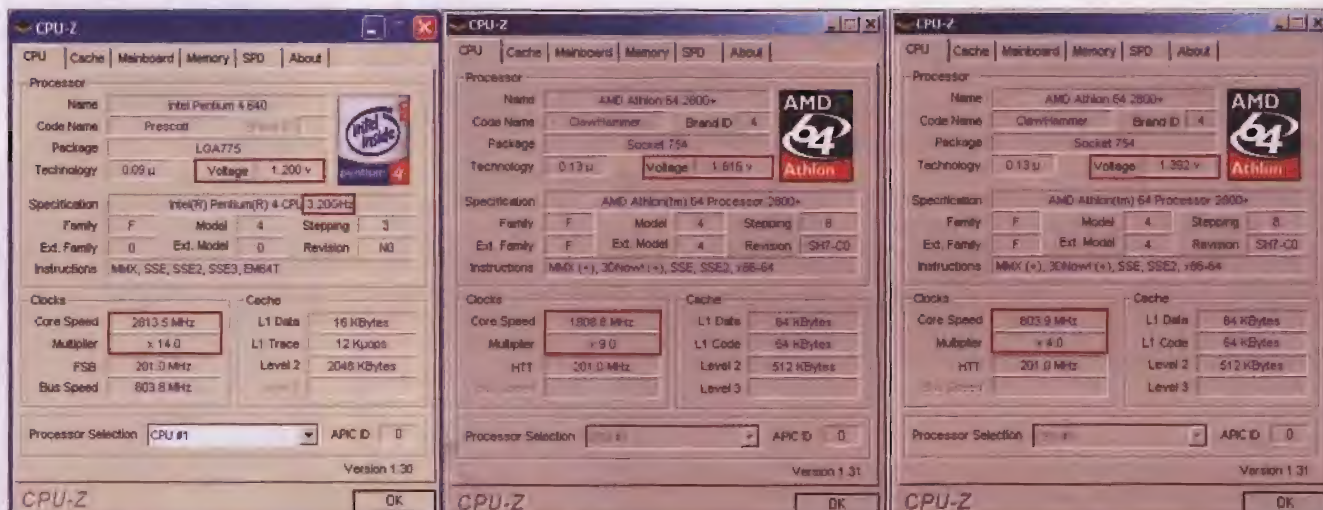 CPU-Z
CPU Cache Mainboard Memory SPD About
Processor
Name Intel Pentium 4 640
Code Name Prescott
Package LGA775
Technology 0.09 µ Voltage 1.200 v
Specification Intel(R) Pentium(R) 4 CPU 3.20GHz
Family F Model 4 Stepping 3
Ext. Family 0 Ext. Model 0 Revision N0
Instructions MMX, SSE, SSE2, SSE3, EM64T
intel inside
pentium 4
Clocks
Core Speed 2813.5 MHz
Multiplier x 14.0
FSB 201.0 MHz
Bus Speed 803.8 MHz
Cache
L1 Data 16 KBytes
L1 Trace 12 Kµops
Level 2 2048 KBytes
Processor Selection CPU #1 APIC ID 0
Version 1.30
CPU-Z OK
CPU-Z
CPU Cache Mainboard Memory SPD About
Processor
Name AMD Athlon 64 2800+
Code Name ClawHammer Brand ID 4
Package Socket 754
Technology 0.13 µ Voltage 1.616 v
Specification AMD Athlon(tm) 64 Processor 2800+
Family F Model 4 Stepping 8
Ext. Family F Ext. Model 4 Revision SH7-C0
Instructions MMX (+), 3DNow! (+), SSE, SSE2, x86-64
AMD
64
Athlon
Clocks
Core Speed 1808.8 MHz
Multiplier x 9.0
HTT 201.0 MHz
Cache
L1 Data 64 KBytes
L1 Code 64 KBytes
Level 2 512 KBytes
Level 3
Processor Selection APIC ID 0
Version 1.31
CPU-Z OK
CPU-Z
CPU Cache Mainboard Memory SPD About
Processor
Name AMD Athlon 64 2800+
Code Name ClawHammer Brand ID 4
Package Socket 754
Technology 0.13 µ Voltage 1.392 v
Specification AMD Athlon(tm) 64 Processor 2800+
Family F Model 4 Stepping 8
Ext. Family F Ext. Model 4 Revision SH7-C0
Instructions MMX (+), 3DNow! (+), SSE, SSE2, x86-64
AMD
64
Athlon
Clocks
Core Speed 803.9 MHz
Multiplier x 4.0
HTT 201.0 MHz
Cache
L1 Data 64 KBytes
L1 Code 64 KBytes
Level 2 512 KBytes
Level 3
Processor Selection APIC ID 0
Version 1.31
CPU-Z OK